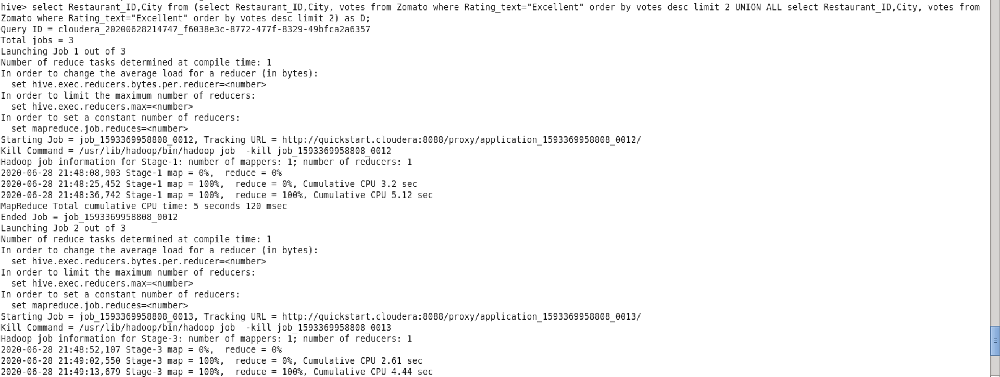 hive> select Restaurant_ID,City from (select Restaurant_ID,City, votes from Zomato where Rating_text="Excellent" order by votes desc limit 2 UNION ALL select Restaurant_ID,City, votes from
Zomato where Rating_text="Excellent" order by votes desc limit 2) as D;
Query ID = cloudera_20200628214747_f6038e3c-8772-477f-8329-49bfca2a6357
Total jobs = 3
Launching Job 1 out of 3
Number of reduce tasks determined at compile time: 1
In order to change the average load for a reducer (in bytes):
  set hive.exec.reducers.bytes.per.reducer=<number>
In order to limit the maximum number of reducers:
  set hive.exec.reducers.max=<number>
In order to set a constant number of reducers:
  set mapreduce.job.reduces=<number>
Starting Job = job_1593369958808_0012, Tracking URL = http://quickstart.cloudera:8088/proxy/application_1593369958808_0012/
Kill Command = /usr/lib/hadoop/bin/hadoop job  -kill job_1593369958808_0012
Hadoop job information for Stage-1: number of mappers: 1; number of reducers: 1
2020-06-28 21:48:08,903 Stage-1 map = 0%,  reduce = 0%
2020-06-28 21:48:25,452 Stage-1 map = 100%,  reduce = 0%, Cumulative CPU 3.2 sec
2020-06-28 21:48:36,742 Stage-1 map = 100%,  reduce = 100%, Cumulative CPU 5.12 sec
MapReduce Total cumulative CPU time: 5 seconds 120 msec
Ended Job = job_1593369958808_0012
Launching Job 2 out of 3
Number of reduce tasks determined at compile time: 1
In order to change the average load for a reducer (in bytes):
  set hive.exec.reducers.bytes.per.reducer=<number>
In order to limit the maximum number of reducers:
  set hive.exec.reducers.max=<number>
In order to set a constant number of reducers:
  set mapreduce.job.reduces=<number>
Starting Job = job_1593369958808_0013, Tracking URL = http://quickstart.cloudera:8088/proxy/application_1593369958808_0013/
Kill Command = /usr/lib/hadoop/bin/hadoop job  -kill job_1593369958808_0013
Hadoop job information for Stage-3: number of mappers: 1; number of reducers: 1
2020-06-28 21:48:52,107 Stage-3 map = 0%,  reduce = 0%
2020-06-28 21:49:02,550 Stage-3 map = 100%,  reduce = 0%, Cumulative CPU 2.61 sec
2020-06-28 21:49:13,679 Stage-3 map = 100%,  reduce = 100%, Cumulative CPU 4.44 sec